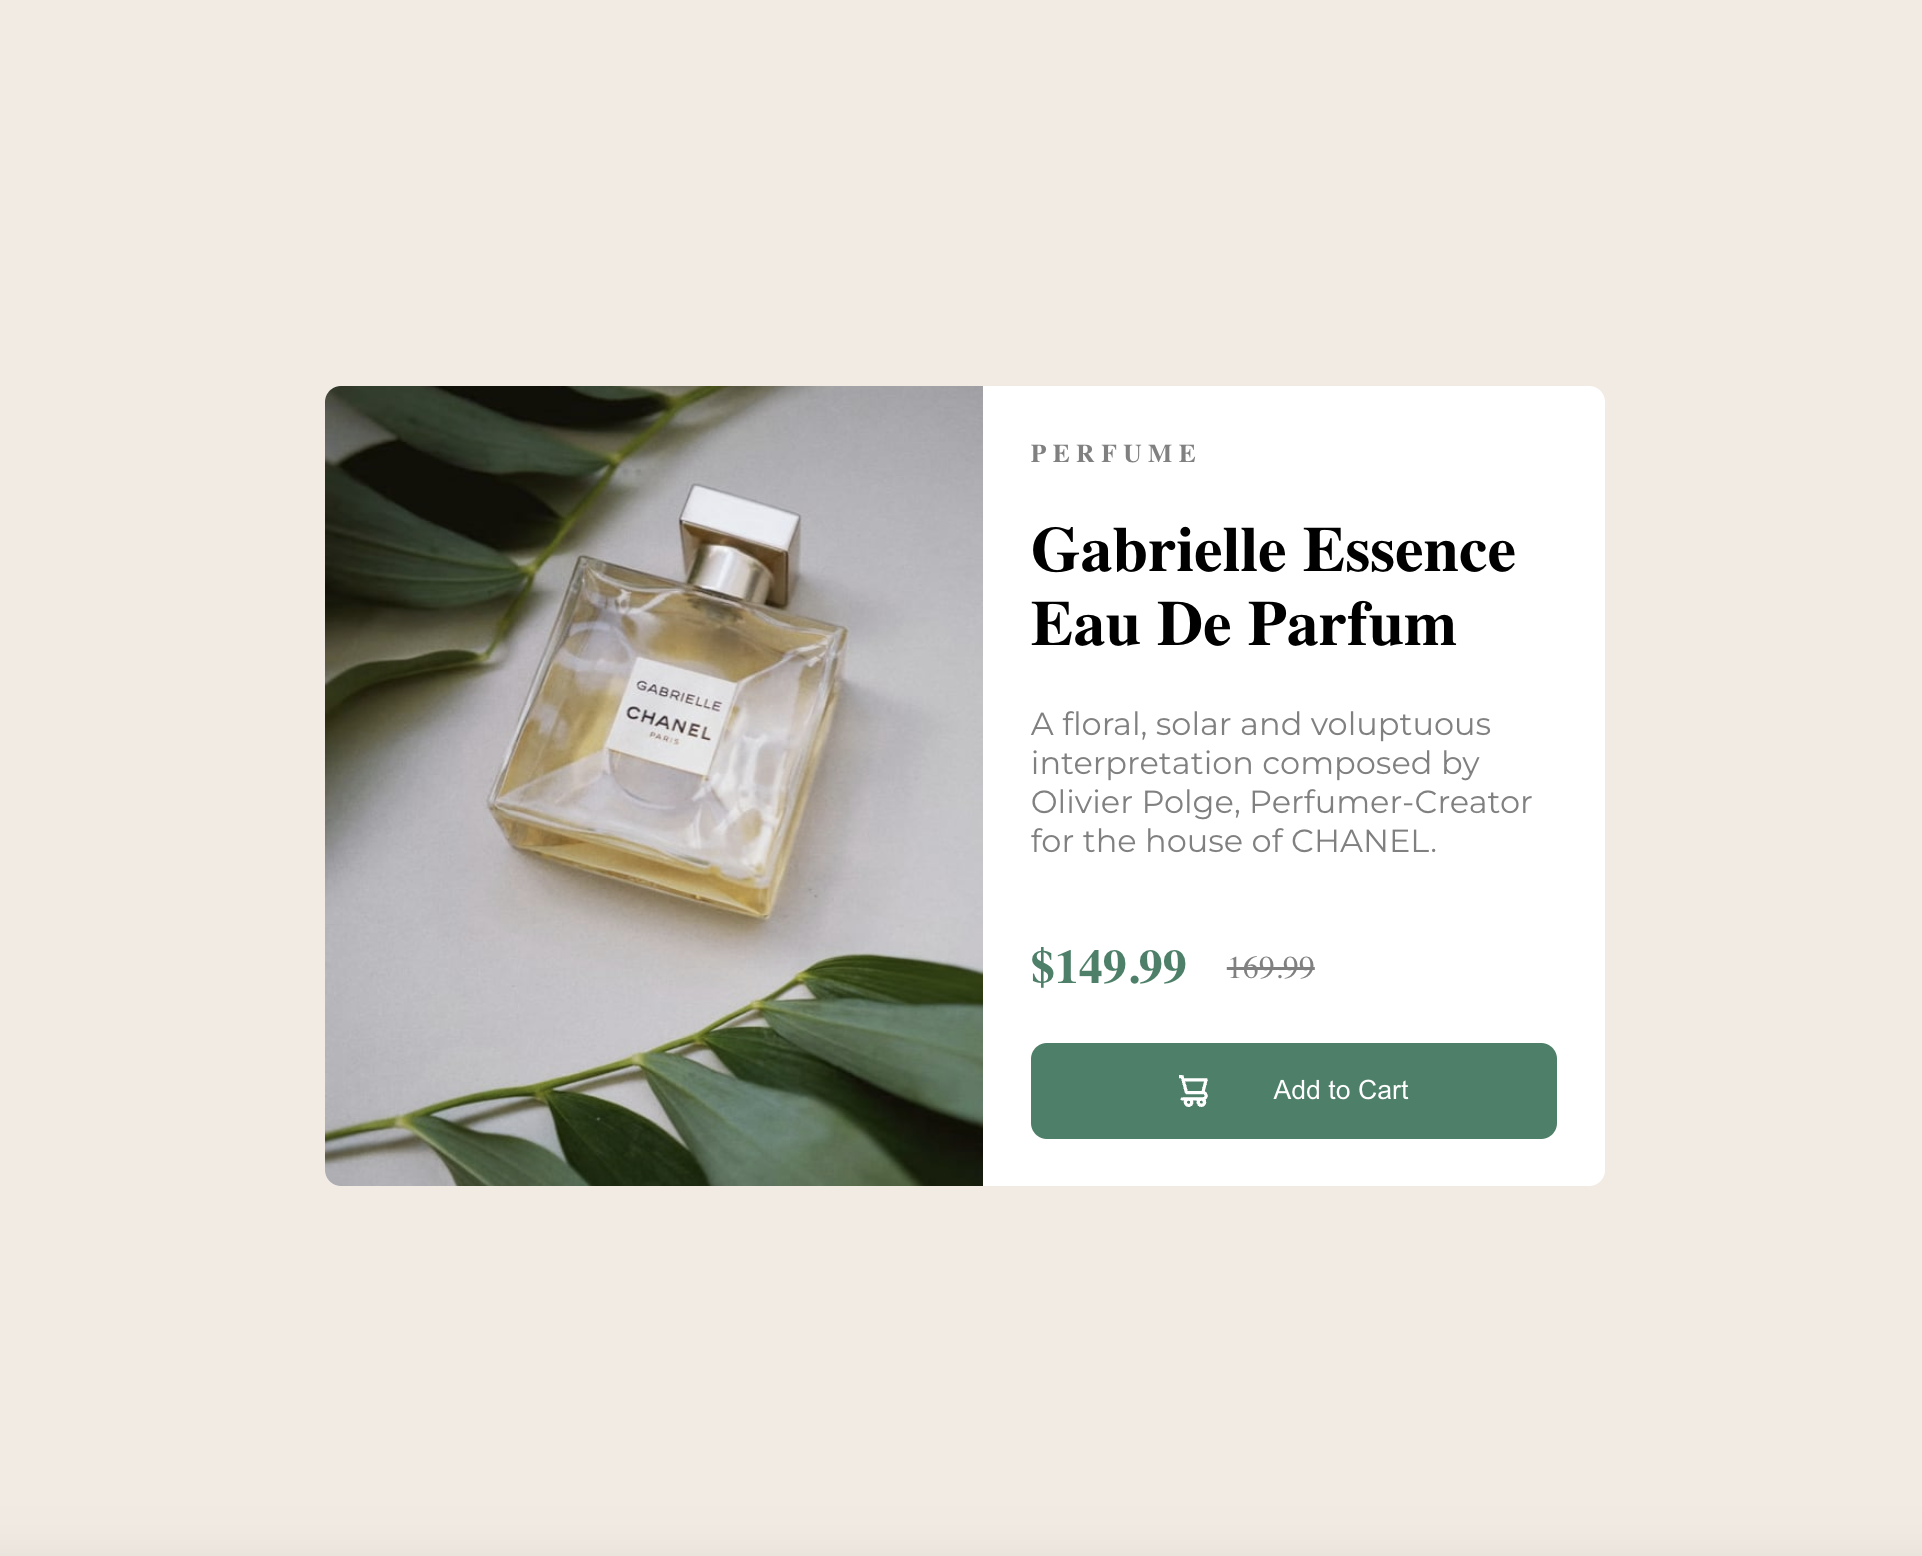 GABRIELLE
CHANEL
PARIS
PERFUME
Gabrielle Essence
Eau De Parfum
A floral, solar and voluptuous
interpretation composed by
Olivier Polge, Perfumer-Creator
for the house of CHANEL.
$149.99 169.99
Add to Cart